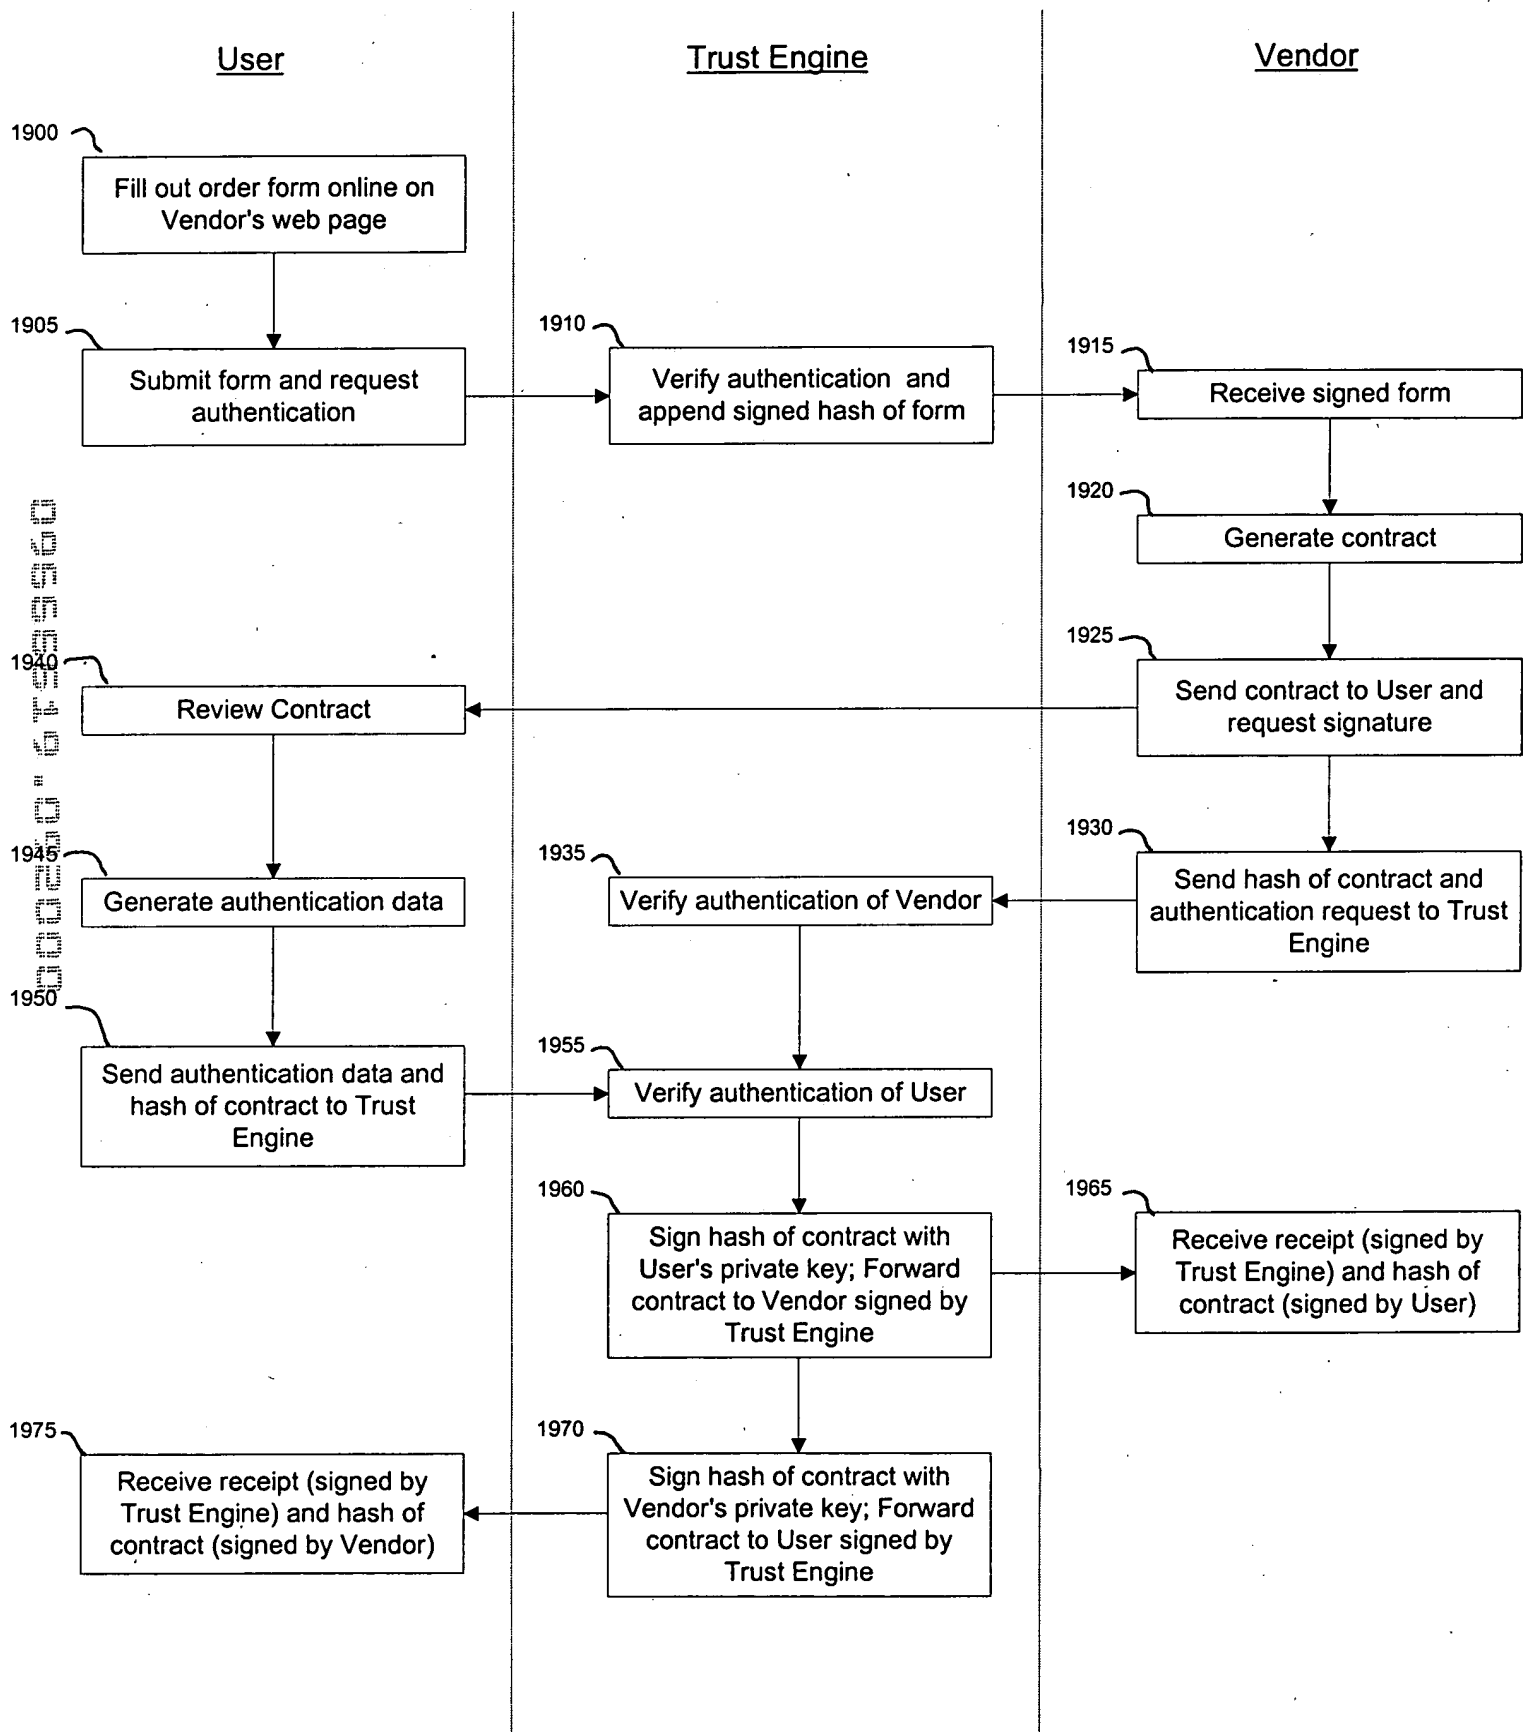 User
Trust Engine
Vendor
1900
Fill out order form online on
Vendor's web page
1905
Submit form and request
authentication
1910
Verify authentication and
append signed hash of form
1915
Receive signed form
1920
Generate contract
1925
Send contract to User and
request signature
1940
Review Contract
1930
Send hash of contract and
authentication request to Trust
Engine
1935
Verify authentication of Vendor
1945
Generate authentication data
1950
Send authentication data and
hash of contract to Trust
Engine
1955
Verify authentication of User
1960
Sign hash of contract with
User's private key; Forward
contract to Vendor signed by
Trust Engine
1965
Receive receipt (signed by
Trust Engine) and hash of
contract (signed by User)
1970
Sign hash of contract with
Vendor's private key; Forward
contract to User signed by
Trust Engine
1975
Receive receipt (signed by
Trust Engine) and hash of
contract (signed by Vendor)